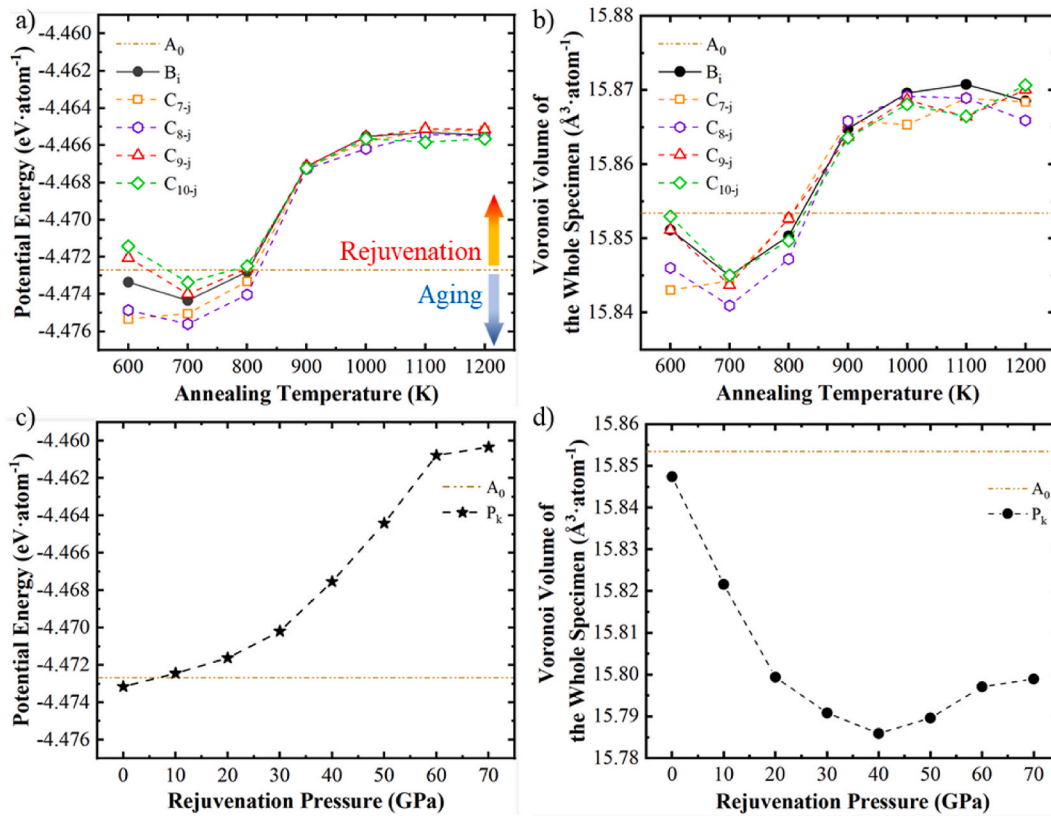 a)
-4.460
-4.462
-4.464
-4.466
-4.468
-4.470
-4.472
-4.474
-4.476
Potential Energy (eV·atom⁻¹)
A₀
Bᵢ
C₇₋ⱼ
C₈₋ⱼ
C₉₋ⱼ
C₁₀₋ⱼ
Rejuvenation
Aging
600 700 800 900 1000 1100 1200
Annealing Temperature (K)
b)
15.88
15.87
15.86
15.85
15.84
Voronoi Volume of
the Whole Specimen (Å³·atom⁻¹)
A₀
Bᵢ
C₇₋ⱼ
C₈₋ⱼ
C₉₋ⱼ
C₁₀₋ⱼ
600 700 800 900 1000 1100 1200
Annealing Temperature (K)
c)
-4.460
-4.462
-4.464
-4.466
-4.468
-4.470
-4.472
-4.474
-4.476
Potential Energy (eV·atom⁻¹)
A₀
Pₖ
0 10 20 30 40 50 60 70
Rejuvenation Pressure (GPa)
d)
15.86
15.85
15.84
15.83
15.82
15.81
15.80
15.79
15.78
Voronoi Volume of
the Whole Specimen (Å³·atom⁻¹)
A₀
Pₖ
0 10 20 30 40 50 60 70
Rejuvenation Pressure (GPa)